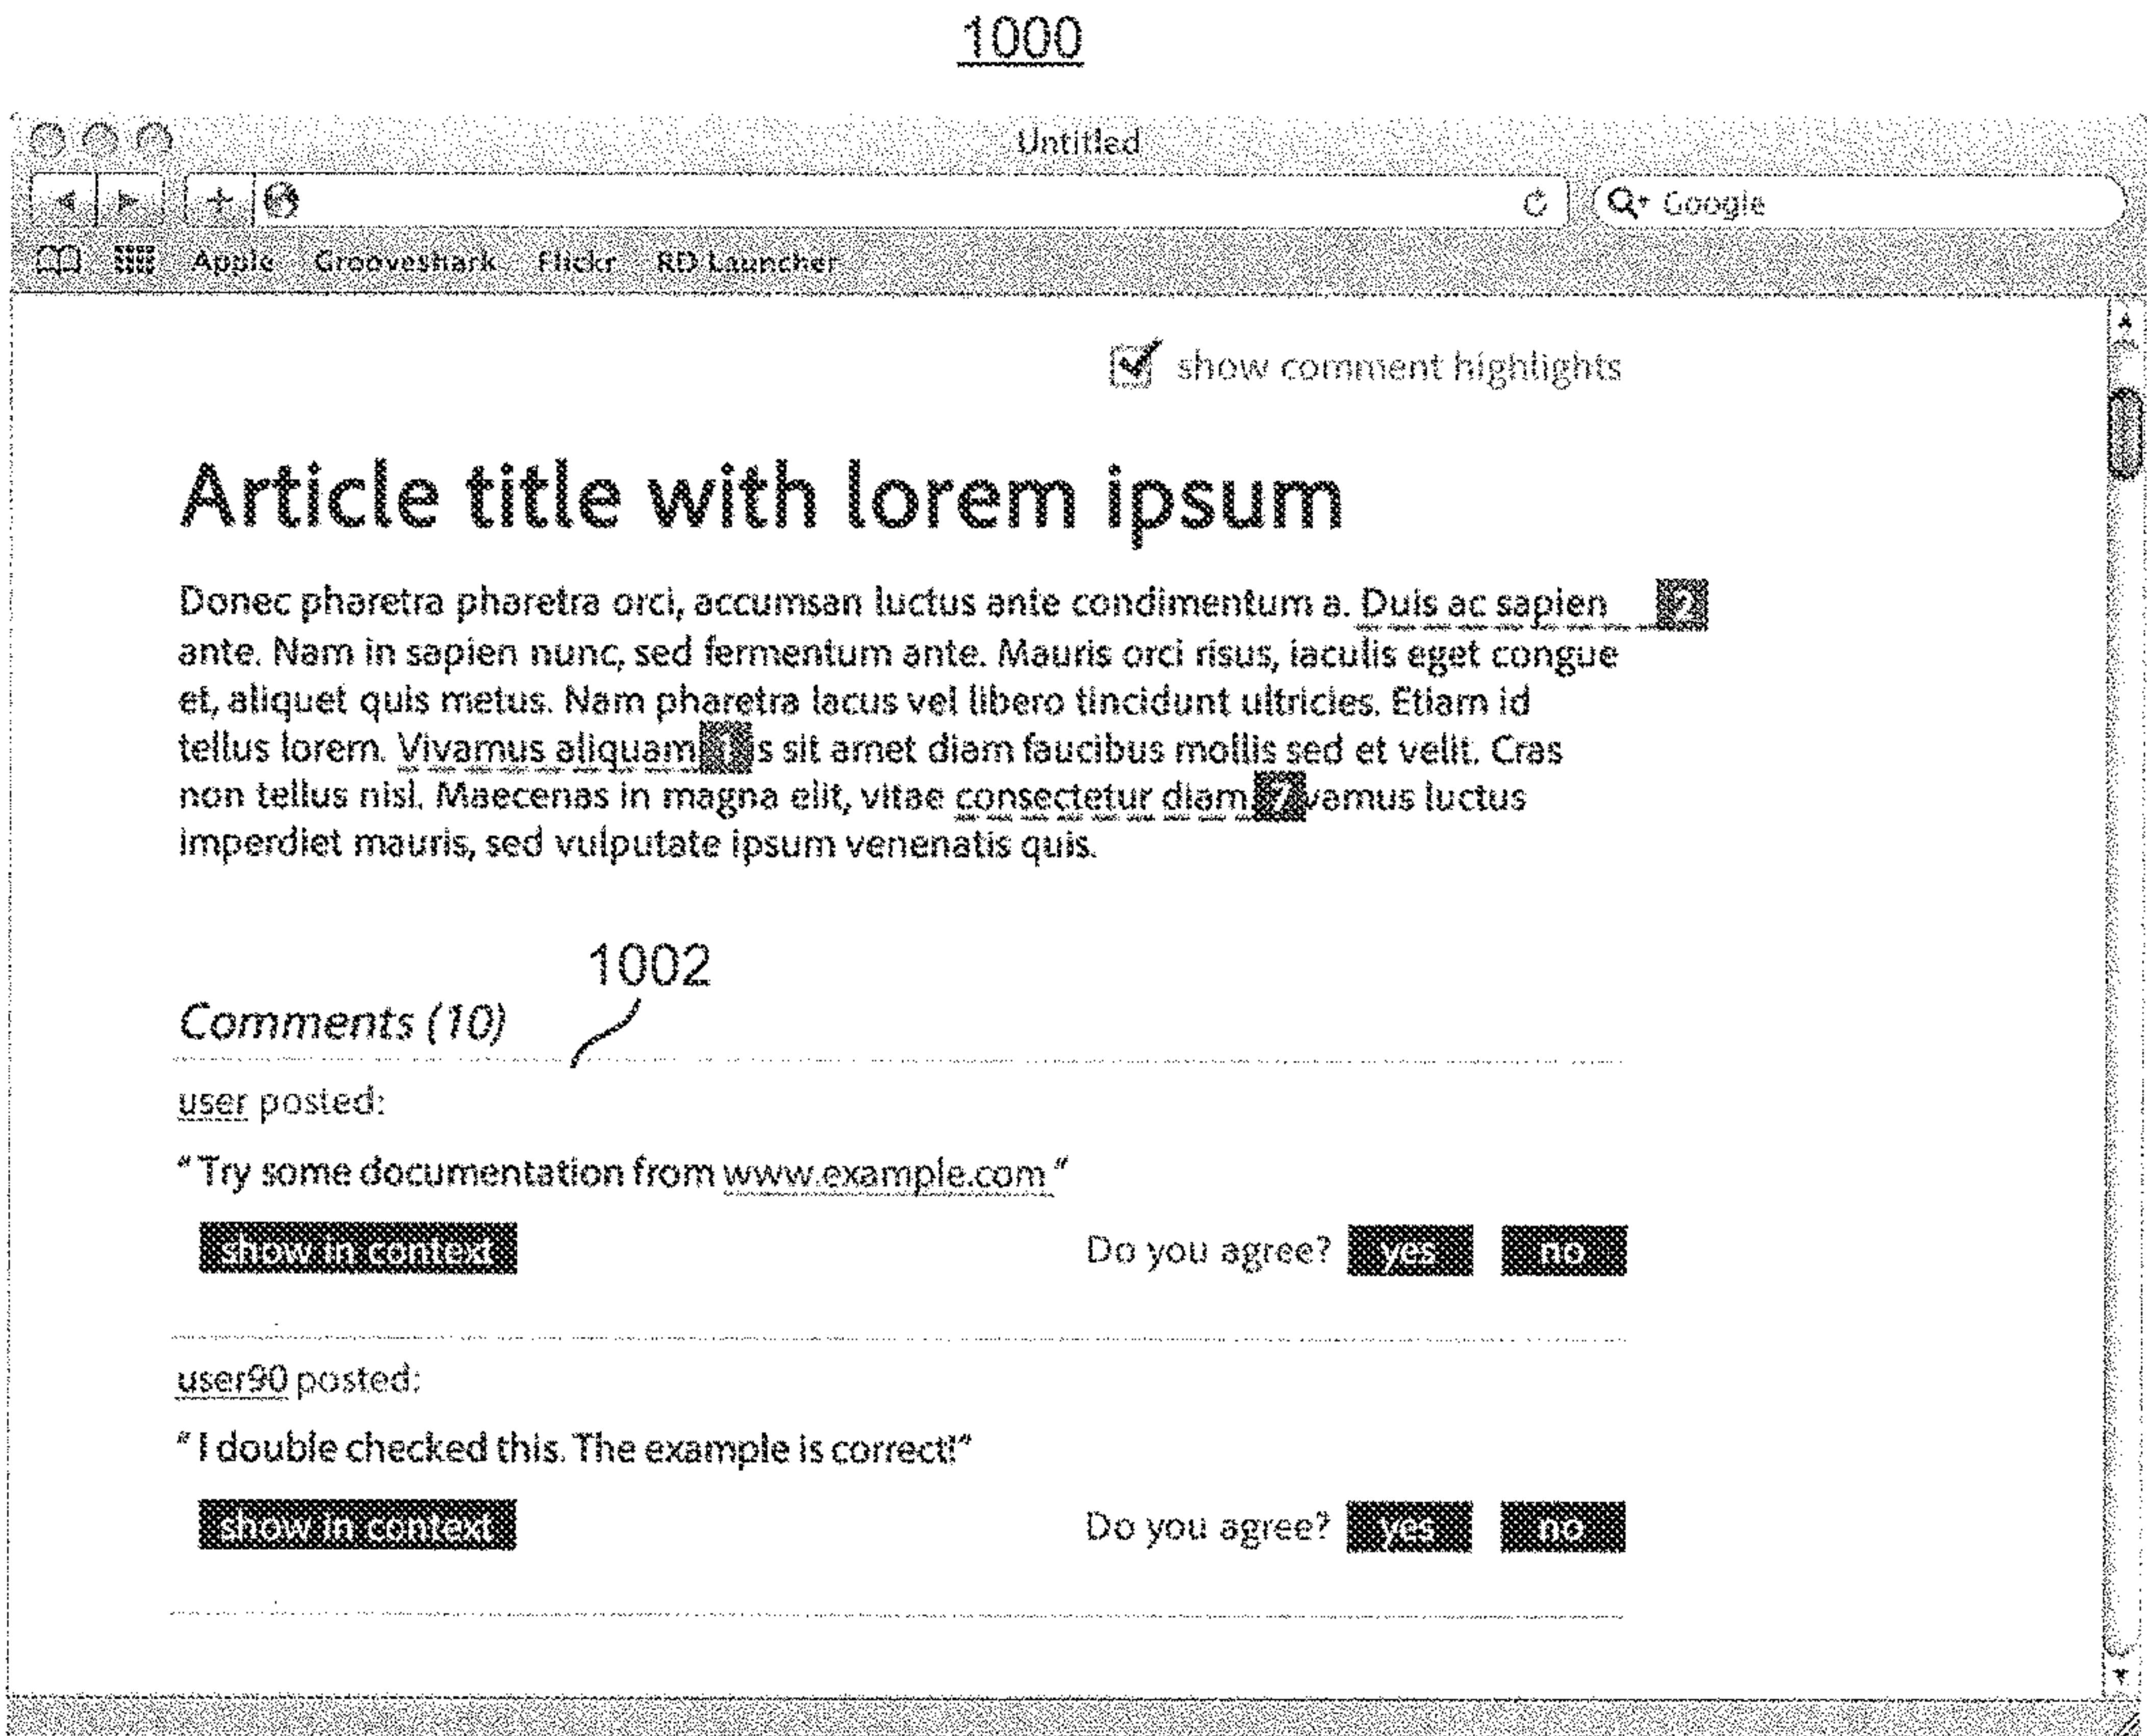 1000
Untitled
Google
Apple Grooveshark Flickr RD Launcher
show comment highlights
Article title with lorem ipsum
Donec pharetra pharetra orci, accumsan luctus ante condimentum a. Duis ac sapien 2
ante. Nam in sapien nunc, sed fermentum ante. Mauris orci risus, iaculis eget congue
et, aliquet quis metus. Nam pharetra lacus vel libero tincidunt ultricies. Etiam id
tellus lorem. Vivamus aliquam 1 s sit amet diam faucibus mollis sed et velit. Cras
non tellus nisl. Maecenas in magna elit, vitae consectetur diam 7 vamus luctus
imperdiet mauris, sed vulputate ipsum venenatis quis.
1002
Comments (10)
user posted:
"Try some documentation from www.example.com"
show in context Do you agree? yes no
user90 posted:
"I double checked this. The example is correct!"
show in context Do you agree? yes no